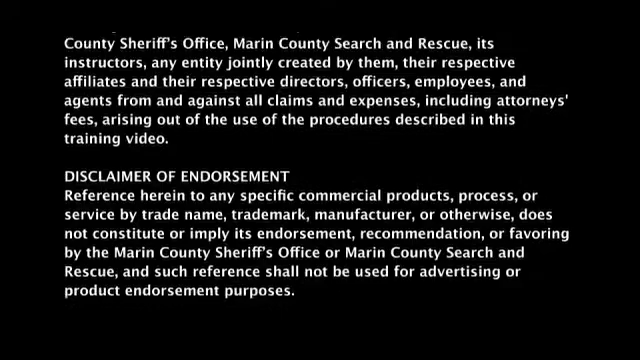 County Sheriff's Office, Marin County Search and Rescue, its
instructors, any entity jointly created by them, their respective
affiliates and their respective directors, officers, employees, and
agents from and against all claims and expenses, including attorneys'
fees, arising out of the use of the procedures described in this
training video.
DISCLAIMER OF ENDORSEMENT
Reference herein to any specific commercial products, process, or
service by trade name, trademark, manufacturer, or otherwise, does
not constitute or imply its endorsement, recommendation, or favoring
by the Marin County Sheriff's Office or Marin County Search and
Rescue, and such reference shall not be used for advertising or
product endorsement purposes.